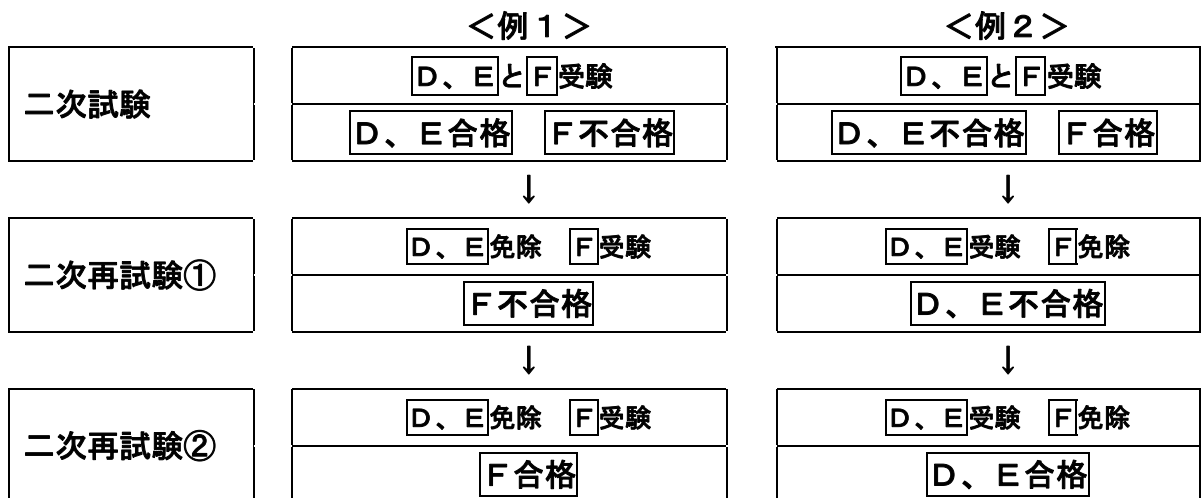 ＜例１＞ ＜例２＞
二次試験 Ｄ、ＥとＦ受験 Ｄ、ＥとＦ受験
Ｄ、Ｅ合格 Ｆ不合格 Ｄ、Ｅ不合格 Ｆ合格
↓ ↓
二次再試験① Ｄ、Ｅ免除 Ｆ受験 Ｄ、Ｅ受験 Ｆ免除
Ｆ不合格 Ｄ、Ｅ不合格
↓ ↓
二次再試験② Ｄ、Ｅ免除 Ｆ受験 Ｄ、Ｅ受験 Ｆ免除
Ｆ合格 Ｄ、Ｅ合格